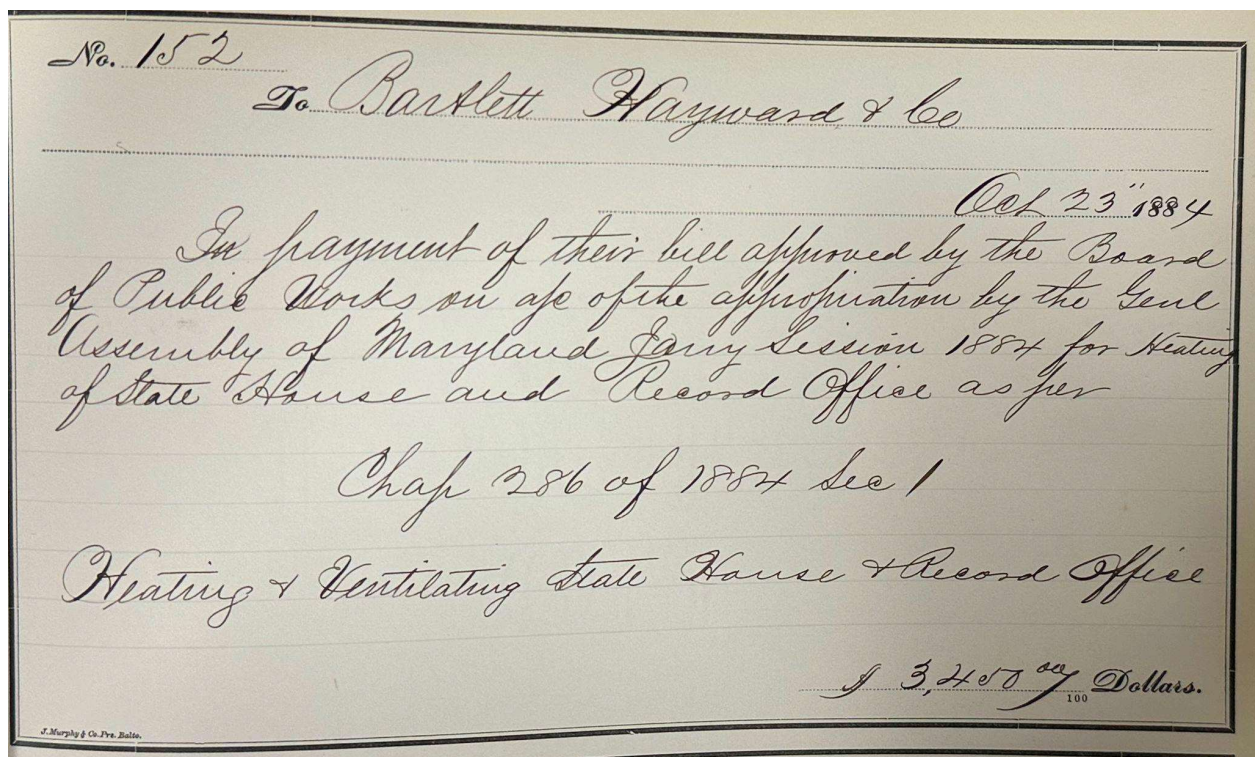 No. 152
To Bartlett Hayward & Co
Oct 23" 1884
In payment of their bill approved by the Board
of Public Works on a/c of the appropriation by the Genl
Assembly of Maryland Jany Session 1884 for Heating
of State House and Record Office as per
Chap 286 of 1884 Sec 1
Heating & Ventilating State House & Record Office
$ 3,450 00/100 Dollars.
J. Murphy & Co. Prs. Balto.